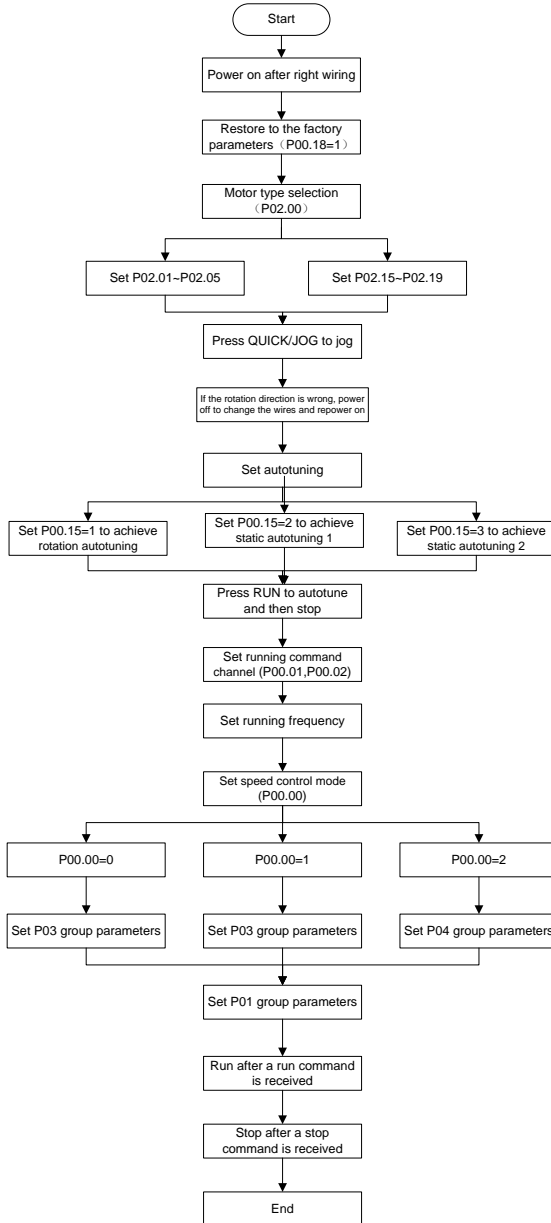 Start
Power on after right wiring
Restore to the factory
parameters（P00.18=1）
Motor type selection
（P02.00）
Set P02.01~P02.05
Set P02.15~P02.19
Press QUICK/JOG to jog
If the rotation direction is wrong, power
off to change the wires and repower on
Set autotuning
Set P00.15=1 to achieve
rotation autotuning
Set P00.15=2 to achieve
static autotuning 1
Set P00.15=3 to achieve
static autotuning 2
Press RUN to autotune
and then stop
Set running command
channel (P00.01,P00.02)
Set running frequency
Set speed control mode
(P00.00)
P00.00=0
P00.00=1
P00.00=2
Set P03 group parameters
Set P03 group parameters
Set P04 group parameters
Set P01 group parameters
Run after a run command
is received
Stop after a stop
command is received
End